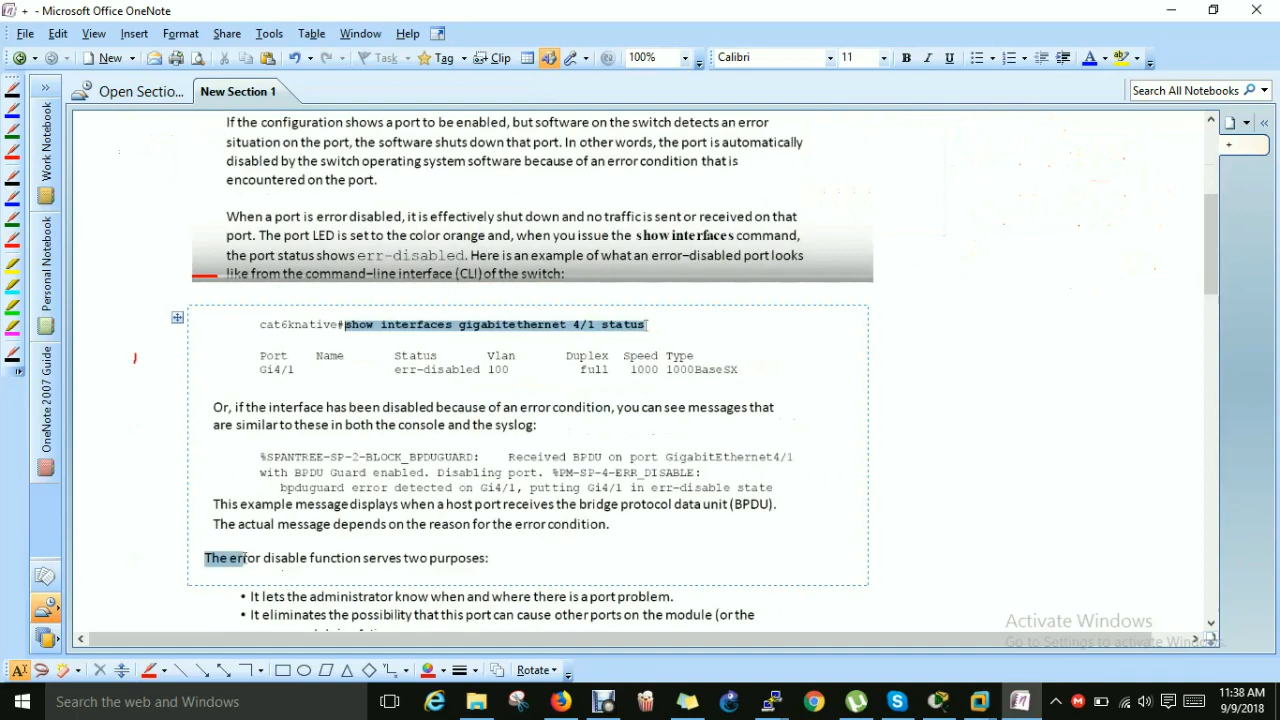 + - Microsoft Office OneNote
File Edit View Insert Format Share Tools Table Window Help
New Task Tag Clip 100% Calibri 11 B I U
Open Sectio... New Section 1 Search All Notebooks
Work Notebook
Personal Notebook
OneNote 2007 Guide
+
If the configuration shows a port to be enabled, but software on the switch detects an error
situation on the port, the software shuts down that port. In other words, the port is automatically
disabled by the switch operating system software because of an error condition that is
encountered on the port.
When a port is error disabled, it is effectively shut down and no traffic is sent or received on that
port. The port LED is set to the color orange and, when you issue the show interfaces command,
the port status shows err-disabled. Here is an example of what an error-disabled port looks
like from the command-line interface (CLI) of the switch:
cat6knative#show interfaces gigabitethernet 4/1 status
Port Name Status Vlan Duplex Speed Type
Gi4/1 err-disabled 100 full 1000 1000BaseSX
Or, if the interface has been disabled because of an error condition, you can see messages that
are similar to these in both the console and the syslog:
%SPANTREE-SP-2-BLOCK_BPDUGUARD: Received BPDU on port GigabitEthernet4/1
with BPDU Guard enabled. Disabling port. %PM-SP-4-ERR_DISABLE:
bpduguard error detected on Gi4/1, putting Gi4/1 in err-disable state
This example message displays when a host port receives the bridge protocol data unit (BPDU).
The actual message depends on the reason for the error condition.
The error disable function serves two purposes:
• It lets the administrator know when and where there is a port problem.
• It eliminates the possibility that this port can cause other ports on the module (or the
Activate Windows
Go to Settings to activate Windows.
Rotate
Search the web and Windows
11:38 AM
9/9/2018